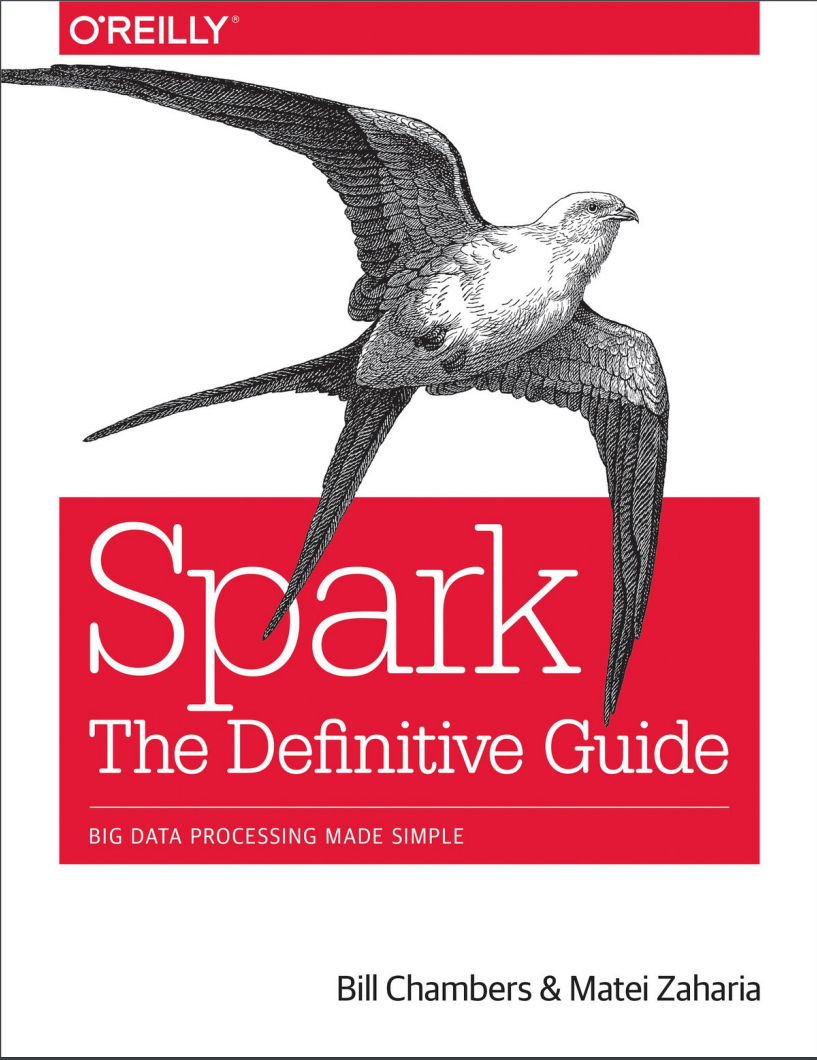 O'REILLY®
Spark
The Definitive Guide
BIG DATA PROCESSING MADE SIMPLE
Bill Chambers & Matei Zaharia